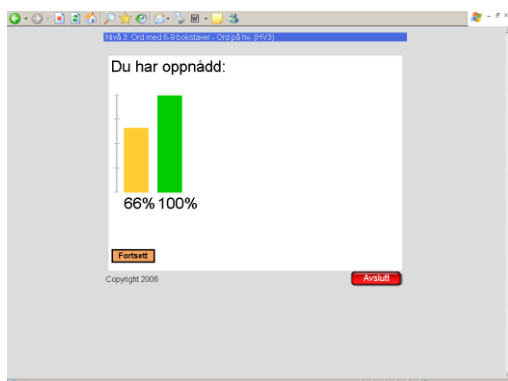 Nivå 3: Ord med 6-9 bokstaver - Ord på hv- (HV3)
Du har oppnådd:
66% 100%
Fortsett
Copyright 2006
Avslutt